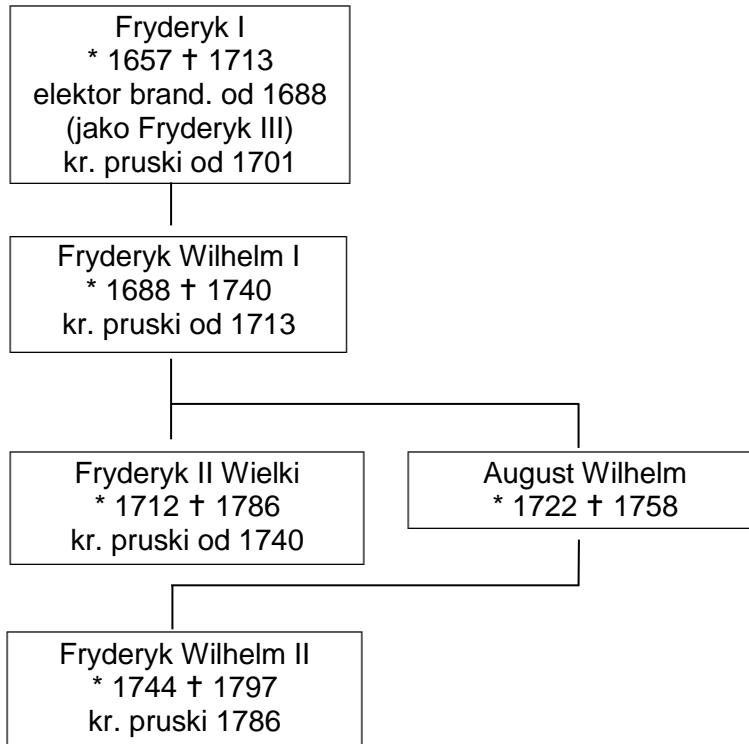 Fryderyk I
* 1657 † 1713
elektor brand. od 1688
(jako Fryderyk III)
kr. pruski od 1701
Fryderyk Wilhelm I
* 1688 † 1740
kr. pruski od 1713
Fryderyk II Wielki
* 1712 † 1786
kr. pruski od 1740
August Wilhelm
* 1722 † 1758
Fryderyk Wilhelm II
* 1744 † 1797
kr. pruski 1786